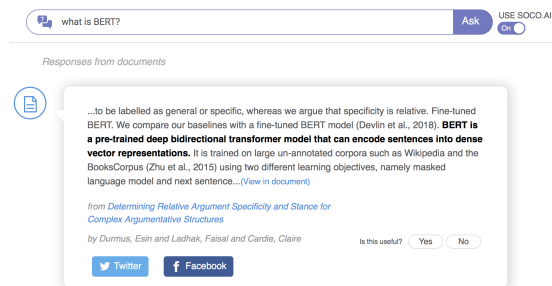 what is BERT?
Ask
USE SOCO.AI
On
Responses from documents
...to be labelled as general or specific, whereas we argue that specificity is relative. Fine-tuned
BERT. We compare our baselines with a fine-tuned BERT model (Devlin et al., 2018). BERT is
a pre-trained deep bidirectional transformer model that can encode sentences into dense
vector representations. It is trained on large un-annotated corpora such as Wikipedia and the
BooksCorpus (Zhu et al., 2015) using two different learning objectives, namely masked
language model and next sentence...(View in document)
from Determining Relative Argument Specificity and Stance for
Complex Argumentative Structures
by Durmus, Esin and Ladhak, Faisal and Cardie, Claire
Is this useful? Yes No
Twitter
Facebook